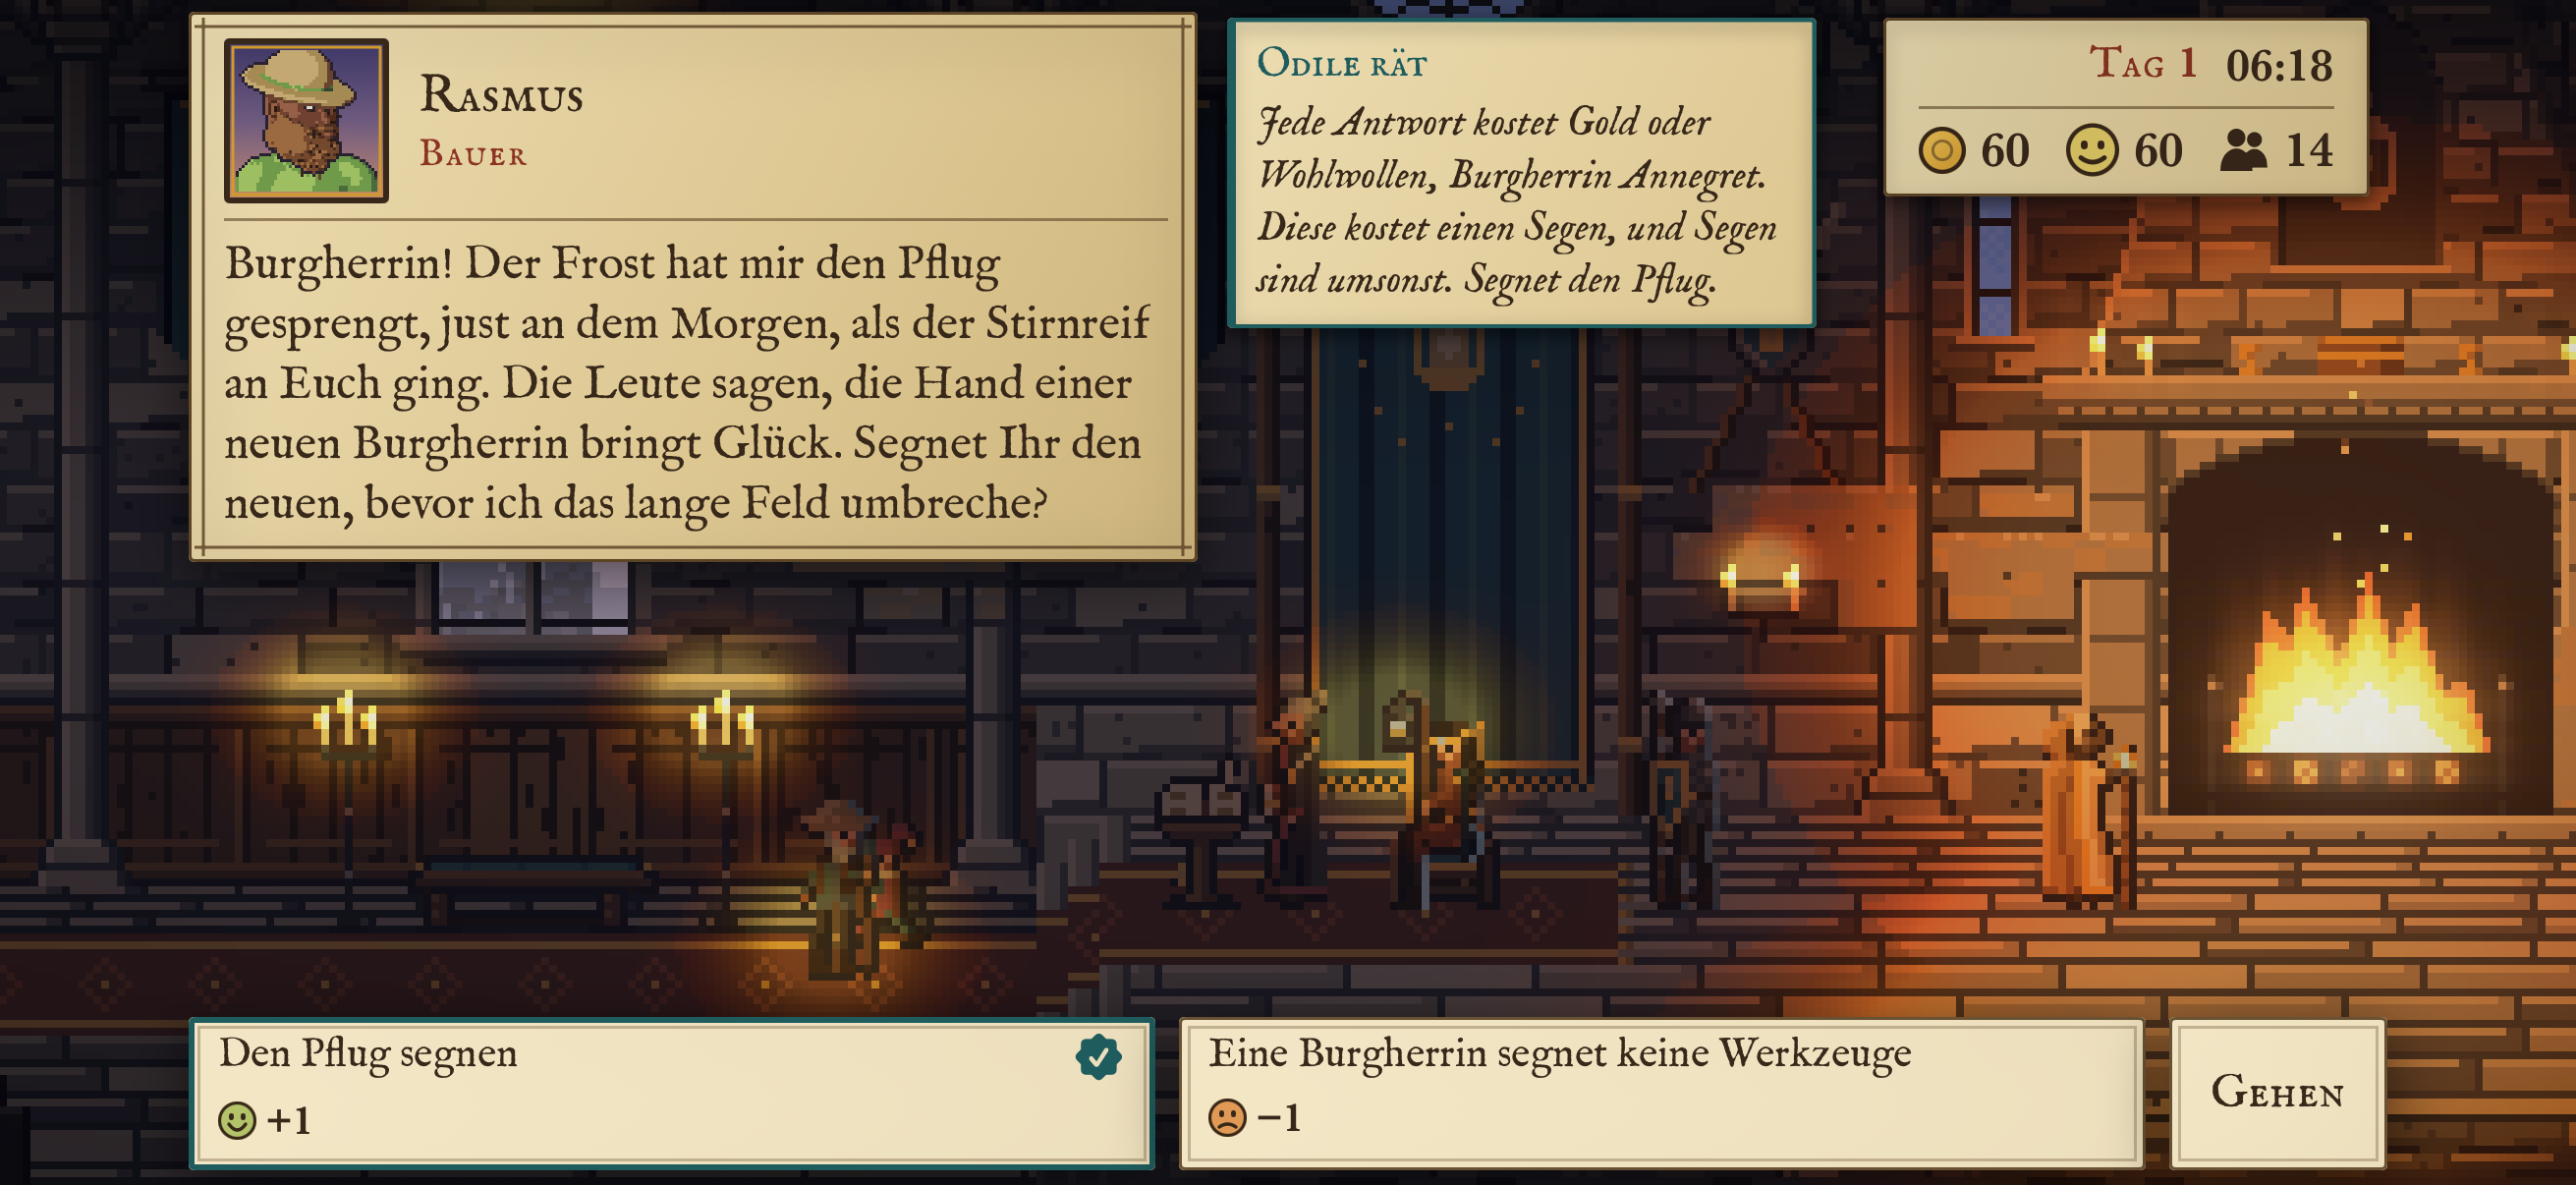 Rasmus
Bauer
Burgherrin! Der Frost hat mir den Pflug
gesprengt, just an dem Morgen, als der Stirnreif
an Euch ging. Die Leute sagen, die Hand einer
neuen Burgherrin bringt Glück. Segnet Ihr den
neuen, bevor ich das lange Feld umbreche?
Odile rät
Jede Antwort kostet Gold oder
Wohlwollen, Burgherrin Annegret.
Diese kostet einen Segen, und Segen
sind umsonst. Segnet den Pflug.
Tag 1 06:18
60 60 14
Den Pflug segnen
+1
Eine Burgherrin segnet keine Werkzeuge
−1
Gehen